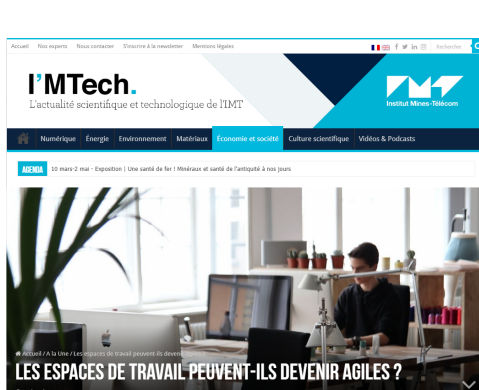 Accueil Nos experts Nous contacter S'inscrire à la newsletter Mentions légales Rechercher
I'MTech.
L'actualité scientifique et technologique de l'IMT
IMT
Institut Mines-Télécom
Numérique Énergie Environnement Matériaux Économie et société Culture scientifique Vidéos & Podcasts
AGENDA 10 mars-2 mai - Exposition | Une santé de fer ! Minéraux et santé de l'antiquité à nos jours
Accueil / A la Une / Les espaces de travail peuvent-ils devenir agiles ?
LES ESPACES DE TRAVAIL PEUVENT-ILS DEVENIR AGILES ?